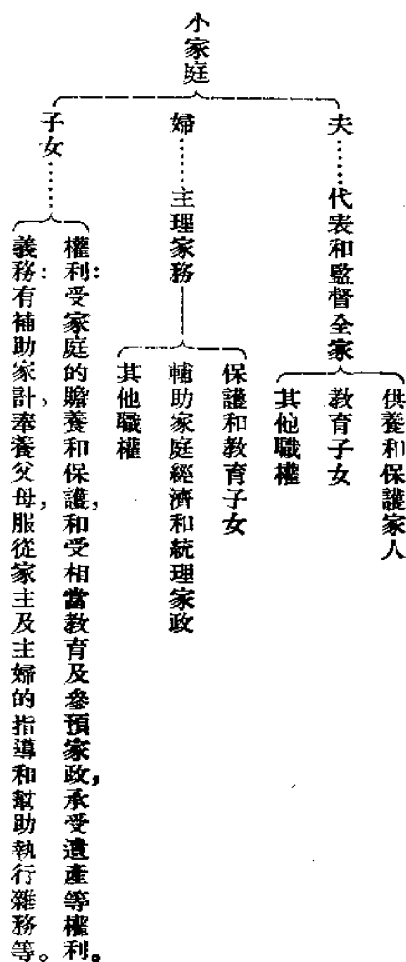 小家庭
夫……代表和監督全家
供養和保護家人
教育子女
其他職權
婦……主理家務
保護和教育子女
輔助家庭經濟和統理家政
其他職權
子女……
權利：受家庭的贍養和保護，和受相當教育及參預家政，承受遺產等權利。
義務：有補助家計，奉養父母，服從家主及主婦的指導和幫助執行雜務等。